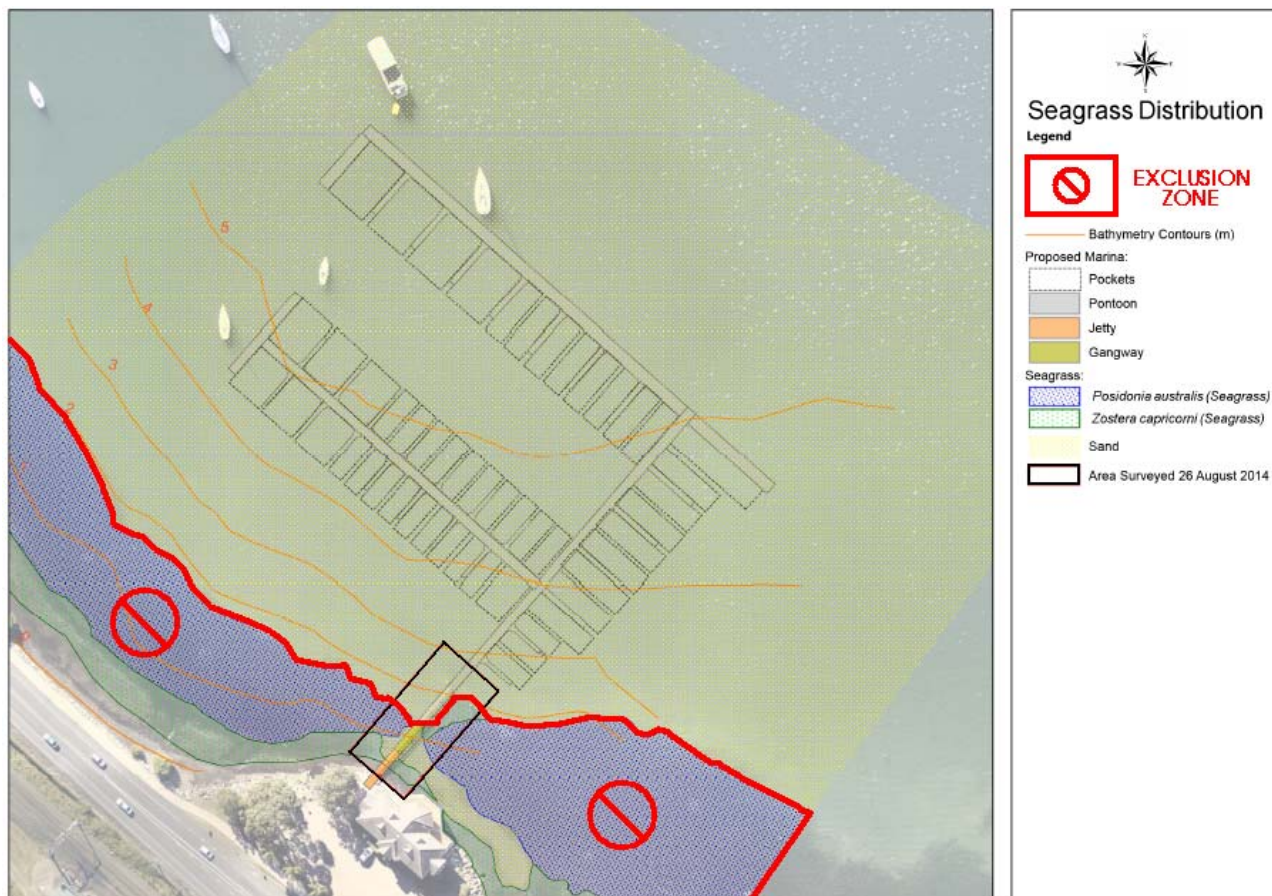 5
4
3
2
1
0
N
W
E
S
Seagrass Distribution
Legend
EXCLUSION
ZONE
Bathymetry Contours (m)
Proposed Marina:
Pockets
Pontoon
Jetty
Gangway
Seagrass:
Posidonia australis (Seagrass)
Zostera capricorni (Seagrass)
Sand
Area Surveyed 26 August 2014